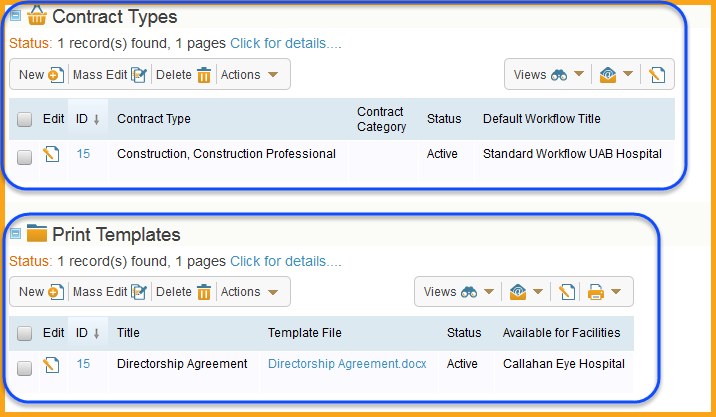 Contract Types
Status: 1 record(s) found, 1 pages Click for details....
New Mass Edit Delete Actions Views
Edit ID Contract Type Contract Category Status Default Workflow Title
15 Construction, Construction Professional Active Standard Workflow UAB Hospital
Print Templates
Status: 1 record(s) found, 1 pages Click for details....
New Mass Edit Delete Actions Views
Edit ID Title Template File Status Available for Facilities
15 Directorship Agreement Directorship Agreement.docx Active Callahan Eye Hospital